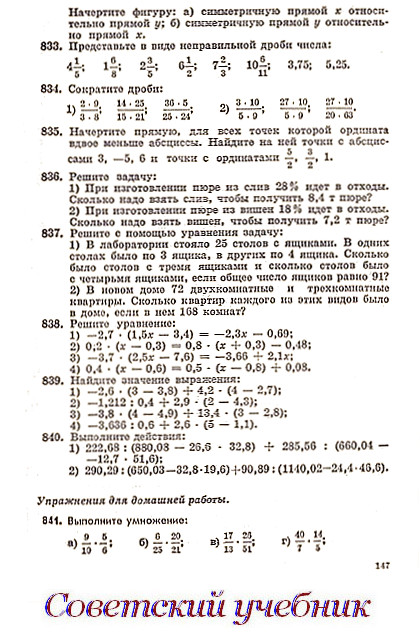 Начертите фигуру: а) симметричную прямой x относи-
тельно прямой y; б) симметричную прямой y относитель-
но прямой x.
833. Представьте в виде неправильной дроби числа:
4 1/5; 1 6/8; 2 3/5; 6 1/2; 7 2/3; 10 6/11; 3,75; 5,25.
834. Сократите дроби:
1) 2·9/3·8; 14·25/15·21; 36·5/25·24; 2) 3·10/5·9; 27·10/5·9; 27·10/20·63.
835. Начертите прямую, для всех точек которой ордината
вдвое меньше абсциссы. Найдите на ней точки с абсцис-
сами 3, —5, 6 и точки с ординатами 5/2, 3/2, 1.
836. Решите задачу:
1) При изготовлении пюре из слив 28% идет в отходы.
Сколько надо взять слив, чтобы получить 8,4 т пюре?
2) При изготовлении пюре из вишен 18% идет в отходы.
Сколько надо взять вишен, чтобы получить 7,2 т пюре?
837. Решите с помощью уравнения задачу:
1) В лаборатории стояло 25 столов с ящиками. В одних
столах было по 3 ящика, в других по 4 ящика. Сколько
было столов с тремя ящиками и сколько столов было
с четырьмя ящиками, если общее число ящиков равно 91?
2) В новом доме 72 двухкомнатные и трехкомнатные
квартиры. Сколько квартир каждого из этих видов было
в доме, если в нем 168 комнат?
838. Решите уравнение:
1) —2,7 · (1,5x — 3,4) = —2,3x — 0,69;
2) 0,2 · (x — 0,3) = 0,8 · (x + 0,3) — 0,48;
3) —3,7 · (2,5x — 7,6) = —3,66 + 2,1x;
4) 0,4 · (x — 0,6) = 0,5 · (x — 0,8) + 0,08.
839. Найдите значение выражения:
1) —2,6 · (3 — 3,8) + 4,2 · (4 — 2,7);
2) —1,212 : 0,4 + 2,9 · (2 — 4,3);
3) —3,8 · (4 — 4,9) + 13,4 · (3 — 2,8);
4) —3,636 : 0,6 + 2,6 · (5 — 1,1).
840. Выполните действия:
1) 222,68 : (880,08 — 26,6 · 32,8) + 285,56 : (660,04 —
—12,7 · 51,6);
2) 290,29 : (650,03—32,8·19,6)+90,89 : (1140,02—24,4·46,6).
Упражнения для домашней работы.
841. Выполните умножение:
а) 9/10 · 5/6; б) 6/25 · 20/21; в) 17/13 · 26/51; г) 40/7 · 14/5;
147
Советский учебник